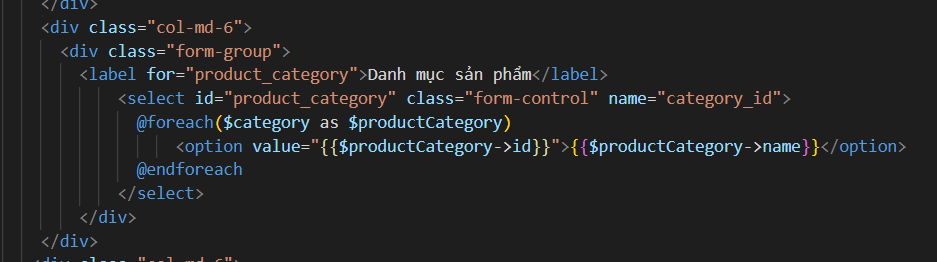 </div>
<div class="col-md-6">
<div class="form-group">
<label for="product_category">Danh mục sản phẩm</label>
<select id="product_category" class="form-control" name="category_id">
@foreach($category as $productCategory)
<option value="{{$productCategory->id}}">{{$productCategory->name}}</option>
@endforeach
</select>
</div>
</div>
<div class="col-md-6">